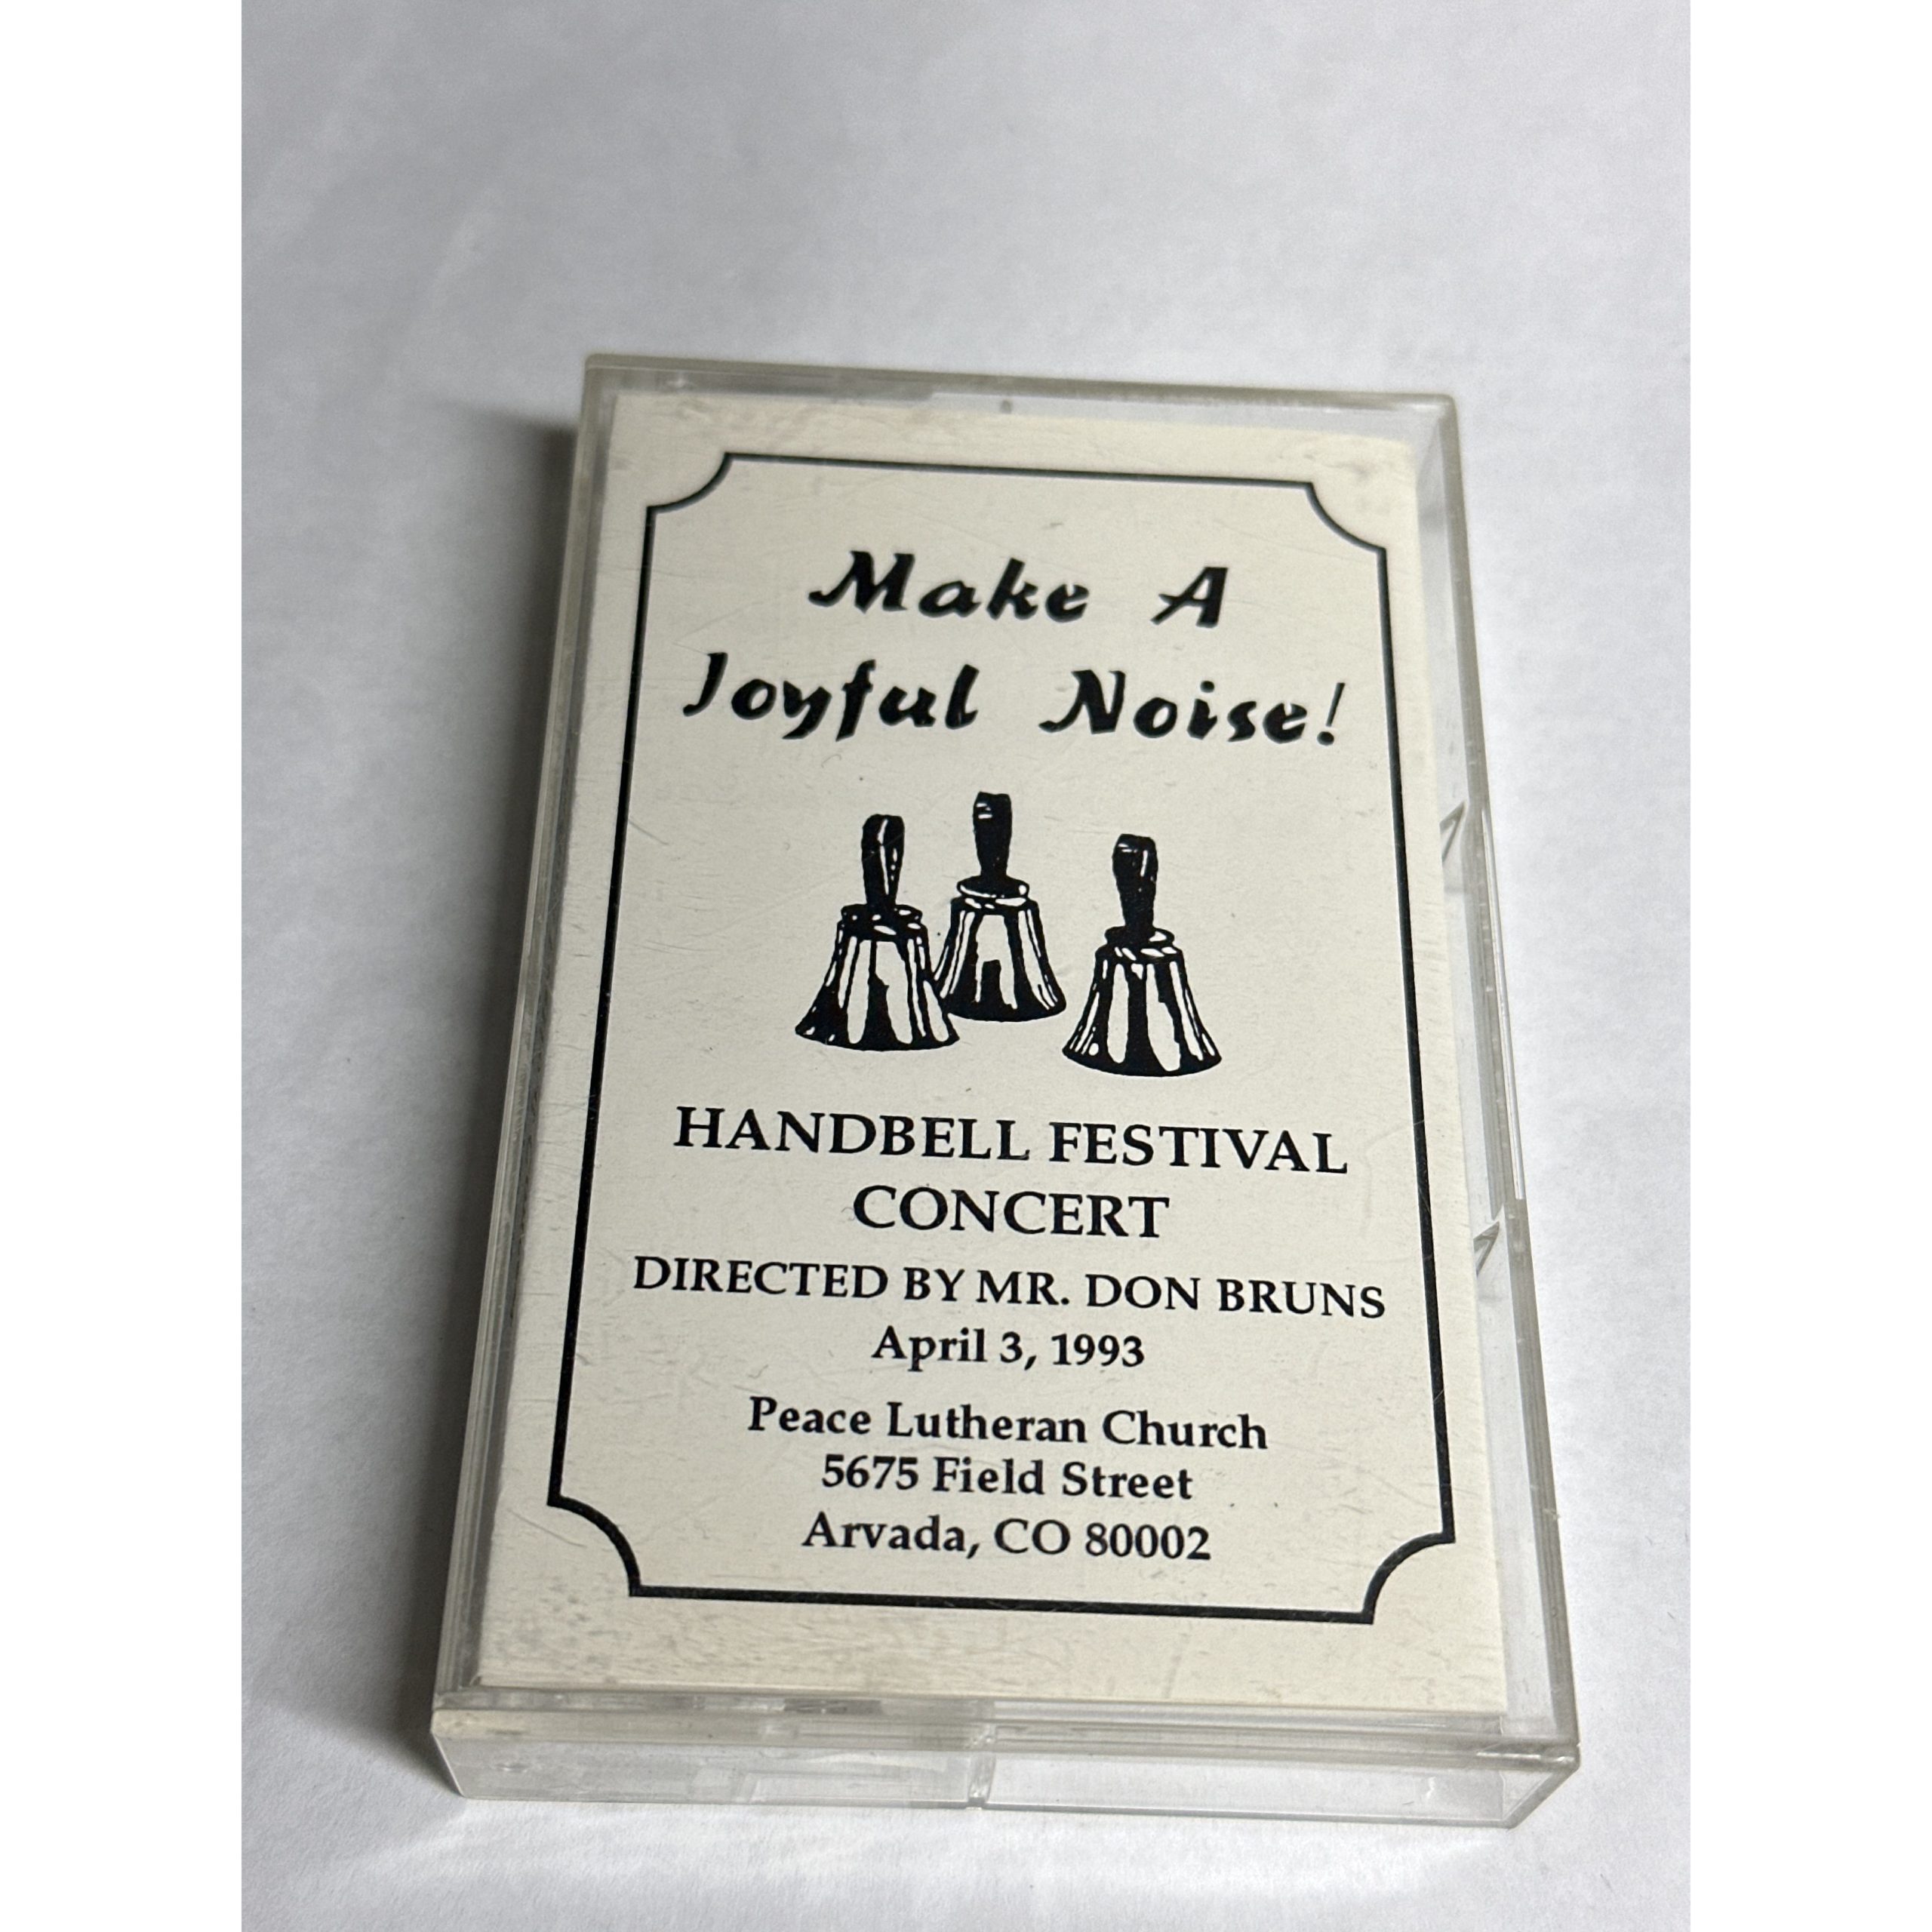 Make A
Joyful Noise!
HANDBELL FESTIVAL
CONCERT
DIRECTED BY MR. DON BRUNS
April 3, 1993
Peace Lutheran Church
5675 Field Street
Arvada, CO 80002